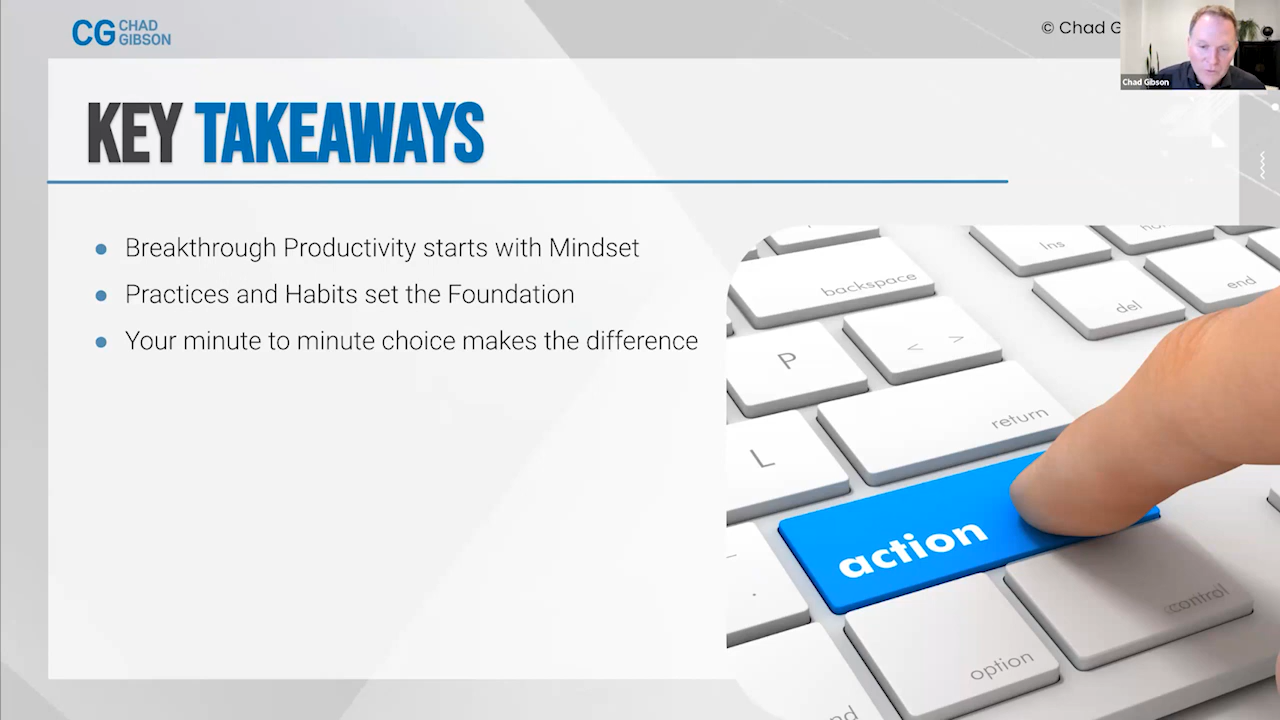 CG CHAD
GIBSON
© Chad G
Chad Gibson
KEY TAKEAWAYS
Breakthrough Productivity starts with Mindset
Practices and Habits set the Foundation
Your minute to minute choice makes the difference
Ins
backspace
del
end
< >
P
return
L
action
control
option